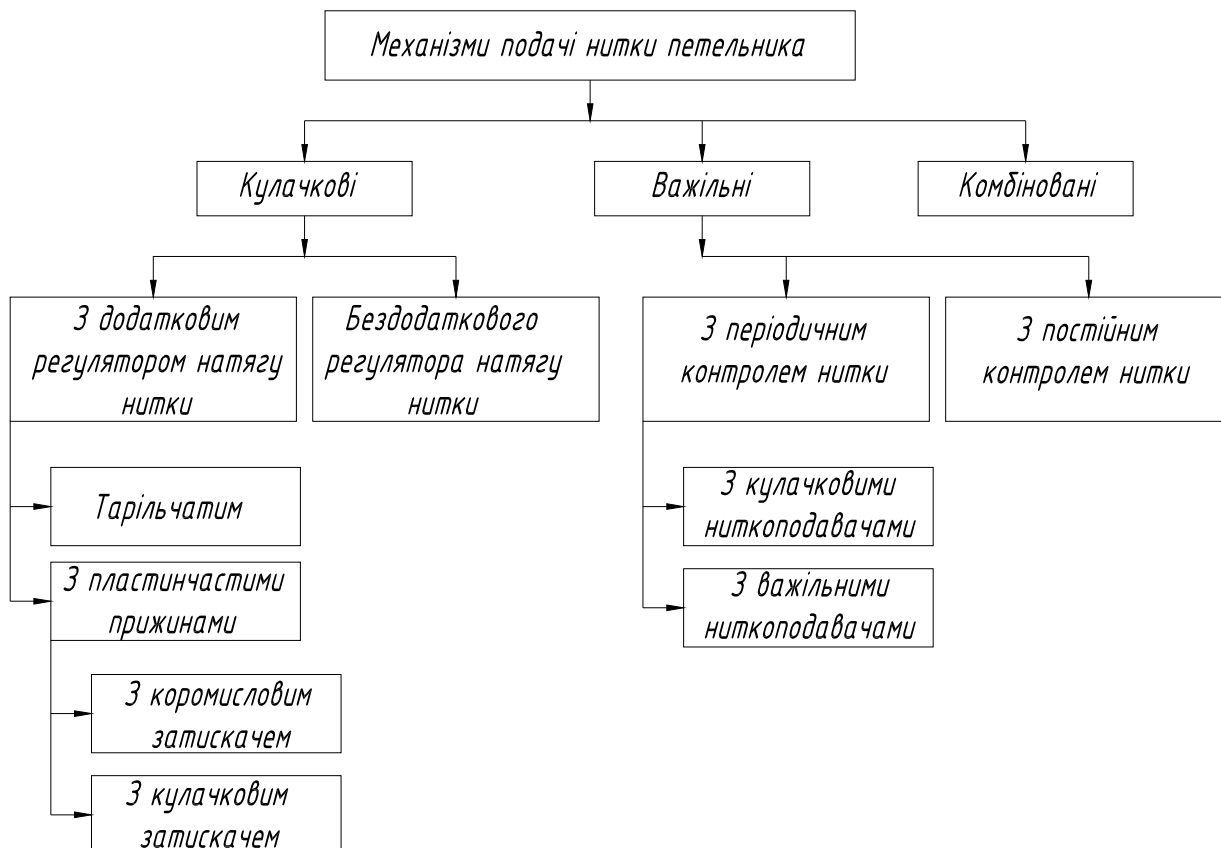 Механізми подачі нитки петельника
Кулачкові
Важільні
Комбіновані
З додатковим
регулятором натягу
нитки
Бездодаткового
регулятора натягу
нитки
З періодичним
контролем нитки
З постійним
контролем нитки
Тарільчатим
З пластинчастими
прижинами
З коромисловим
затискачем
З кулачковим
затискачем
З кулачковими
ниткоподавачами
З важільними
ниткоподавачами